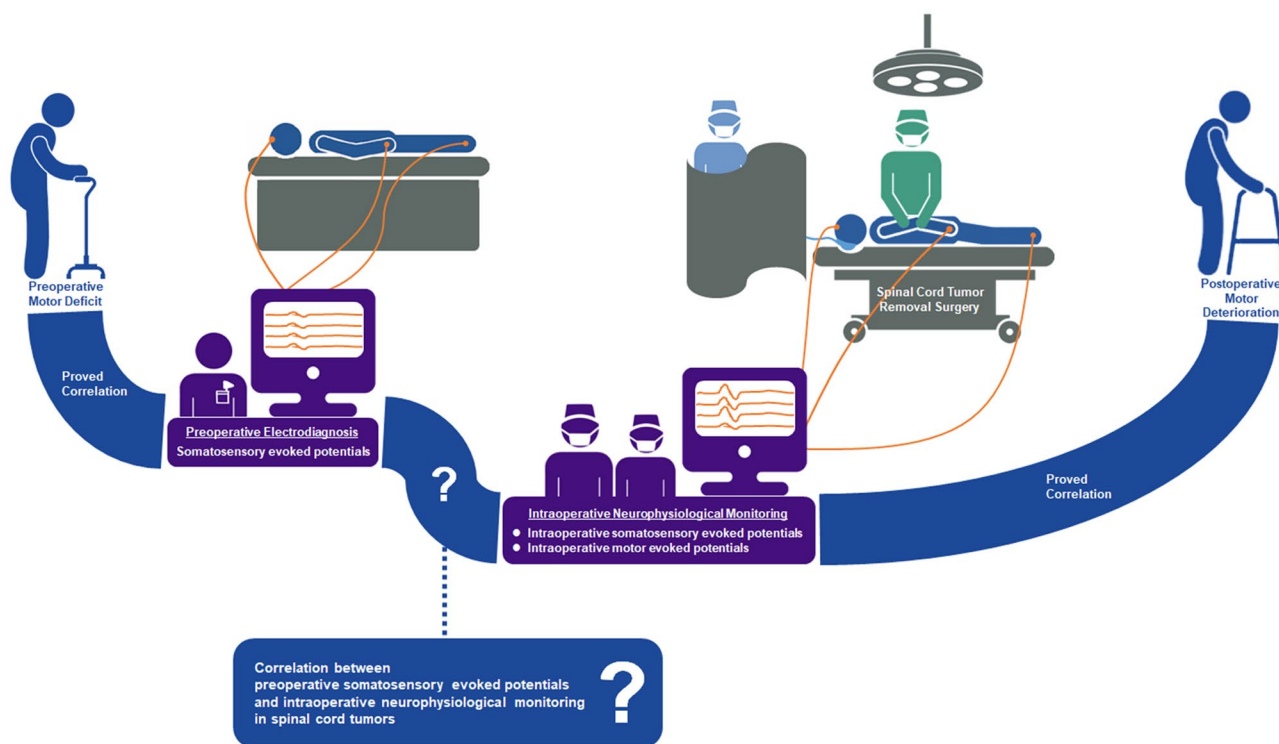 Preoperative
Motor Deficit
Proved
Correlation
Preoperative Electrodiagnosis
Somatosensory evoked potentials
?
Spinal Cord Tumor
Removal Surgery
Intraoperative Neurophysiological Monitoring
● Intraoperative somatosensory evoked potentials
● Intraoperative motor evoked potentials
Proved
Correlation
Postoperative
Motor
Deterioration
Correlation between
preoperative somatosensory evoked potentials
and intraoperative neurophysiological monitoring
in spinal cord tumors
?